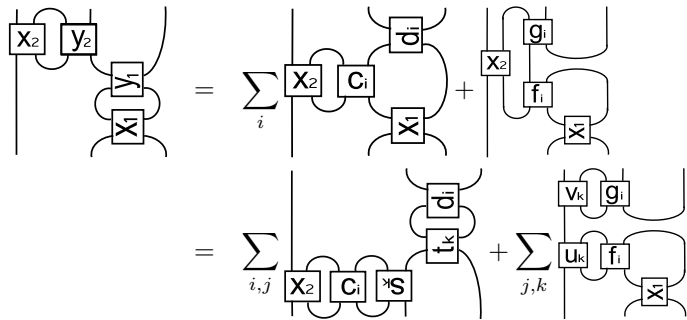 x₂ y₂ y₁ x₁ = ∑ᵢ x₂ cᵢ dᵢ x₁ + x₂ gᵢ fᵢ x₁
= ∑ᵢ,ⱼ x₂ cᵢ sₖ tₖ dᵢ + ∑ⱼ,ₖ vₖ gᵢ uₖ fᵢ x₁